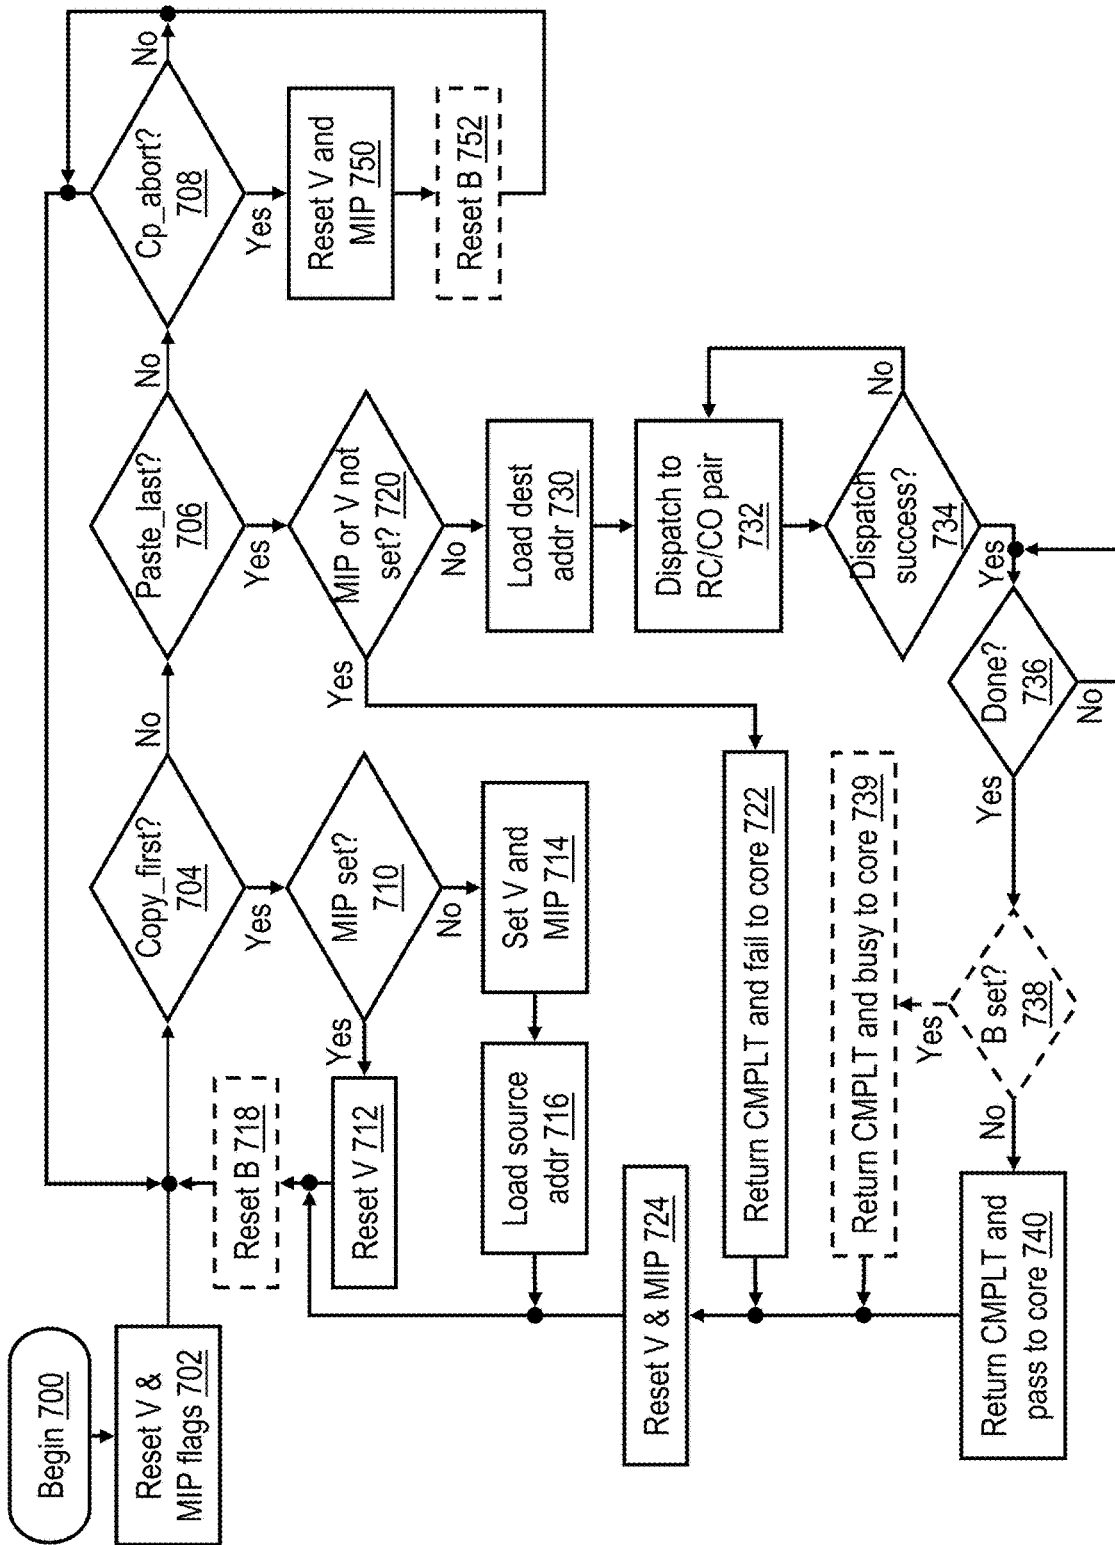 Begin 700
Reset V &
MIP flags 702
Copy_first?
704
No
Yes
Paste_last?
706
No
Yes
Cp_abort?
708
No
Yes
Reset V and
MIP 750
Reset B 752
MIP set?
710
Yes
No
Reset V 712
Reset B 718
Set V and
MIP 714
Load source
addr 716
MIP or V not
set? 720
Yes
No
Return CMPLT and fail to core 722
Reset V & MIP 724
Load dest
addr 730
Dispatch to
RC/CO pair
732
Dispatch
success?
734
No
Yes
Done?
736
No
Yes
B set?
738
Yes
No
Return CMPLT and busy to core 739
Return CMPLT and
pass to core 740